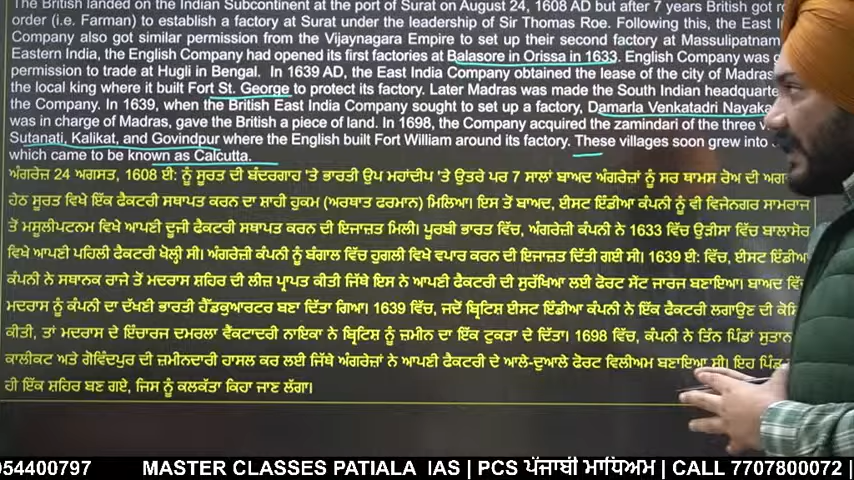 The British landed on the Indian Subcontinent at the port of Surat on August 24, 1608 AD but after 7 years British got
order (i.e. Farman) to establish a factory at Surat under the leadership of Sir Thomas Roe. Following this, the East
Company also got similar permission from the Vijaynagara Empire to set up their second factory at Massulipatnam
Eastern India, the English Company had opened its first factories at Balasore in Orissa in 1633. English Company was
permission to trade at Hugli in Bengal. In 1639 AD, the East India Company obtained the lease of the city of Madras
the local king where it built Fort St. George to protect its factory. Later Madras was made the South Indian headquarte
the Company. In 1639, when the British East India Company sought to set up a factory, Damarla Venkatadri Nayaka
was in charge of Madras, gave the British a piece of land. In 1698, the Company acquired the zamindari of the three
Sutanati, Kalikat, and Govindpur where the English built Fort William around its factory. These villages soon grew into
which came to be known as Calcutta.
ਅੰਗਰੇਜ਼ 24 ਅਗਸਤ, 1608 ਈ: ਨੂੰ ਸੂਰਤ ਦੀ ਬੰਦਰਗਾਹ 'ਤੇ ਭਾਰਤੀ ਉਪ ਮਹਾਂਦੀਪ 'ਤੇ ਉਤਰੇ ਪਰ 7 ਸਾਲਾਂ ਬਾਅਦ ਅੰਗਰੇਜ਼ਾਂ ਨੂੰ ਸਰ ਥਾਮਸ ਰੋਅ ਦੀ ਅਗ
ਹੇਠ ਸੂਰਤ ਵਿਖੇ ਇੱਕ ਫੈਕਟਰੀ ਸਥਾਪਤ ਕਰਨ ਦਾ ਸ਼ਾਹੀ ਹੁਕਮ (ਅਰਥਾਤ ਫਰਮਾਨ) ਮਿਲਿਆ। ਇਸ ਤੋਂ ਬਾਅਦ, ਈਸਟ ਇੰਡੀਆ ਕੰਪਨੀ ਨੂੰ ਵੀ ਵਿਜੇਨਗਰ ਸਾਮਰਾਜ
ਤੋਂ ਮਸੂਲੀਪਟਨਮ ਵਿਖੇ ਆਪਣੀ ਦੂਜੀ ਫੈਕਟਰੀ ਸਥਾਪਤ ਕਰਨ ਦੀ ਇਜਾਜ਼ਤ ਮਿਲੀ। ਪੂਰਬੀ ਭਾਰਤ ਵਿੱਚ, ਅੰਗਰੇਜ਼ੀ ਕੰਪਨੀ ਨੇ 1633 ਵਿੱਚ ਉੜੀਸਾ ਵਿੱਚ ਬਾਲਾਸੋਰ
ਵਿਖੇ ਆਪਣੀ ਪਹਿਲੀ ਫੈਕਟਰੀ ਖੋਲ੍ਹੀ ਸੀ। ਅੰਗਰੇਜ਼ੀ ਕੰਪਨੀ ਨੂੰ ਬੰਗਾਲ ਵਿੱਚ ਹੁਗਲੀ ਵਿਖੇ ਵਪਾਰ ਕਰਨ ਦੀ ਇਜਾਜ਼ਤ ਦਿੱਤੀ ਗਈ ਸੀ। 1639 ਈ: ਵਿੱਚ, ਈਸਟ ਇੰਡੀਆ
ਕੰਪਨੀ ਨੇ ਸਥਾਨਕ ਰਾਜੇ ਤੋਂ ਮਦਰਾਸ ਸ਼ਹਿਰ ਦੀ ਲੀਜ਼ ਪ੍ਰਾਪਤ ਕੀਤੀ ਜਿੱਥੇ ਇਸ ਨੇ ਆਪਣੀ ਫੈਕਟਰੀ ਦੀ ਸੁਰੱਖਿਆ ਲਈ ਫੋਰਟ ਸੇਂਟ ਜਾਰਜ ਬਣਾਇਆ। ਬਾਅਦ ਵਿੱ
ਮਦਰਾਸ ਨੂੰ ਕੰਪਨੀ ਦਾ ਦੱਖਣੀ ਭਾਰਤੀ ਹੈੱਡਕੁਆਰਟਰ ਬਣਾ ਦਿੱਤਾ ਗਿਆ। 1639 ਵਿੱਚ, ਜਦੋਂ ਬ੍ਰਿਟਿਸ਼ ਈਸਟ ਇੰਡੀਆ ਕੰਪਨੀ ਨੇ ਇੱਕ ਫੈਕਟਰੀ ਲਗਾਉਣ ਦੀ ਕੋਸ਼ਿ
ਕੀਤੀ, ਤਾਂ ਮਦਰਾਸ ਦੇ ਇੰਚਾਰਜ ਦਮਰਲਾ ਵੈਂਕਟਾਦਰੀ ਨਾਇਕਾ ਨੇ ਬ੍ਰਿਟਿਸ਼ ਨੂੰ ਜ਼ਮੀਨ ਦਾ ਇੱਕ ਟੁਕੜਾ ਦੇ ਦਿੱਤਾ। 1698 ਵਿੱਚ, ਕੰਪਨੀ ਨੇ ਤਿੰਨ ਪਿੰਡਾਂ ਸੁਤਾਨ
ਕਾਲੀਕਟ ਅਤੇ ਗੋਵਿੰਦਪੁਰ ਦੀ ਜ਼ਮੀਨਦਾਰੀ ਹਾਸਲ ਕਰ ਲਈ ਜਿੱਥੇ ਅੰਗਰੇਜ਼ਾਂ ਨੇ ਆਪਣੀ ਫੈਕਟਰੀ ਦੇ ਆਲੇ-ਦੁਆਲੇ ਫੋਰਟ ਵਿਲੀਅਮ ਬਣਾਇਆ ਸੀ। ਇਹ ਪਿੰਡ
ਹੀ ਇੱਕ ਸ਼ਹਿਰ ਬਣ ਗਏ, ਜਿਸ ਨੂੰ ਕਲਕੱਤਾ ਕਿਹਾ ਜਾਣ ਲੱਗਾ।
954400797 MASTER CLASSES PATIALA IAS | PCS ਪੰਜਾਬੀ ਮਾਧਿਅਮ | CALL 7707800072 |